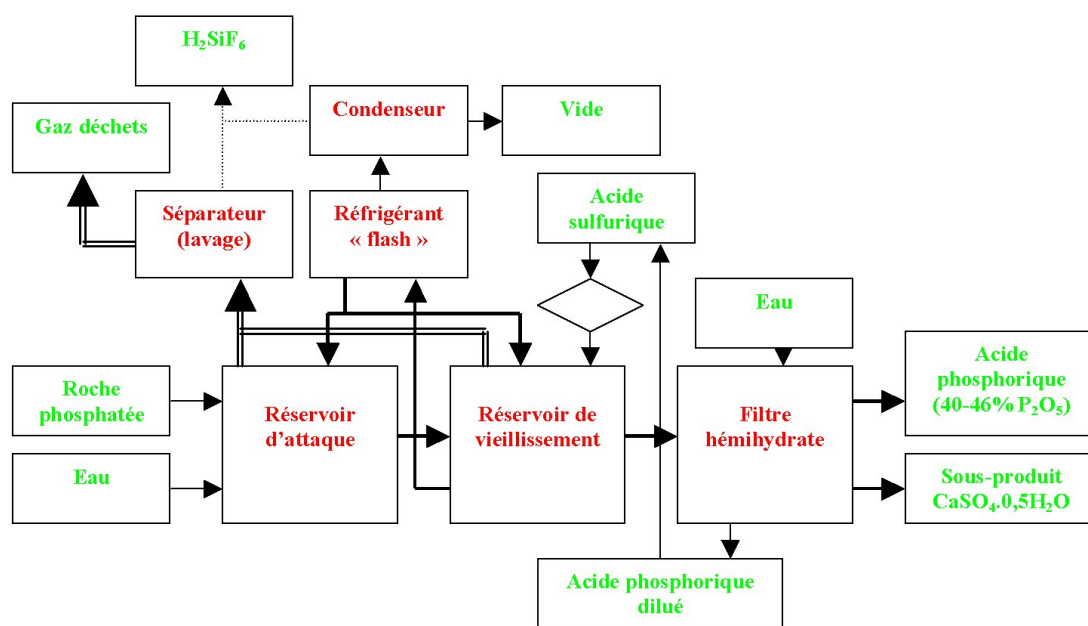 H₂SiF₆
Gaz déchets
Condenseur
Vide
Séparateur
(lavage)
Réfrigérant
« flash »
Acide
sulfurique
Eau
Roche
phosphatée
Eau
Réservoir
d'attaque
Réservoir de
vieillissement
Filtre
hémihydrate
Acide
phosphorique
(40-46% P₂O₅)
Sous-produit
CaSO₄.0,5H₂O
Acide phosphorique
dilué